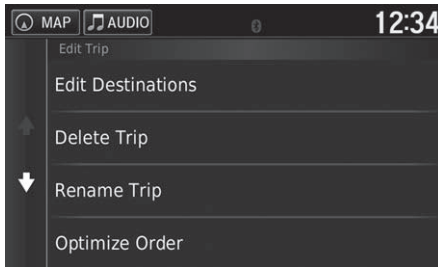 MAP AUDIO 12:34
Edit Trip
Edit Destinations
Delete Trip
Rename Trip
Optimize Order